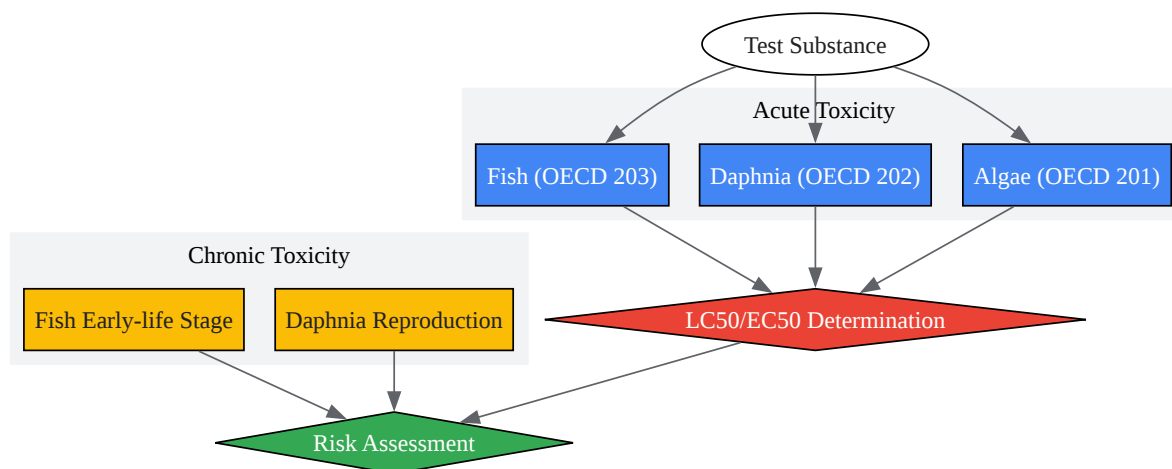 Test Substance
Acute Toxicity
Fish (OECD 203)
Daphnia (OECD 202)
Algae (OECD 201)
Chronic Toxicity
Fish Early-life Stage
Daphnia Reproduction
LC50/EC50 Determination
Risk Assessment